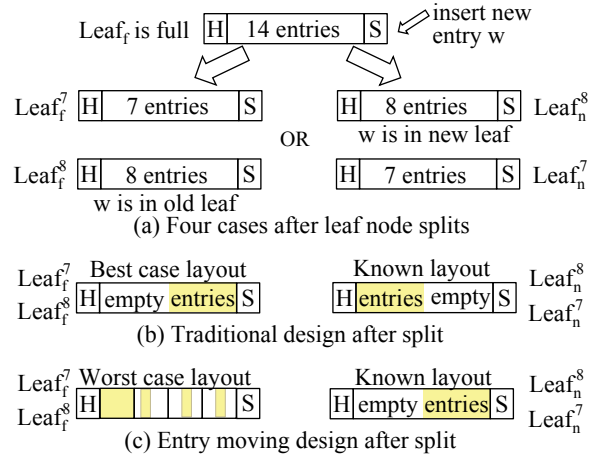 Leaf_f is full H 14 entries S insert new
entry w
Leaf_f^7 H 7 entries S H 8 entries S Leaf_n^8
OR w is in new leaf
Leaf_f^8 H 8 entries S H 7 entries S Leaf_n^7
w is in old leaf
(a) Four cases after leaf node splits
Leaf_f^7 Best case layout Known layout Leaf_n^8
Leaf_f^8 H empty entries S H entries empty S Leaf_n^7
(b) Traditional design after split
Leaf_f^7 Worst case layout Known layout Leaf_n^8
Leaf_f^8 H S H empty entries S Leaf_n^7
(c) Entry moving design after split